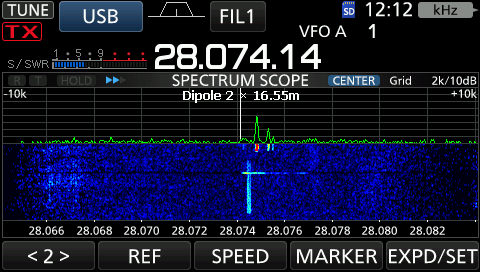 TUNE USB FIL1 SD 12:12 kHz
TX VFO A 1
1 5 9
S/SWR 28.074.14
R T HOLD SPECTRUM SCOPE CENTER Grid 2k/10dB
-10k Dipole 2 × 16.55m +10k
28.066 28.068 28.070 28.072 28.074 28.076 28.078 28.080 28.082
< 2 > REF SPEED MARKER EXPD/SET